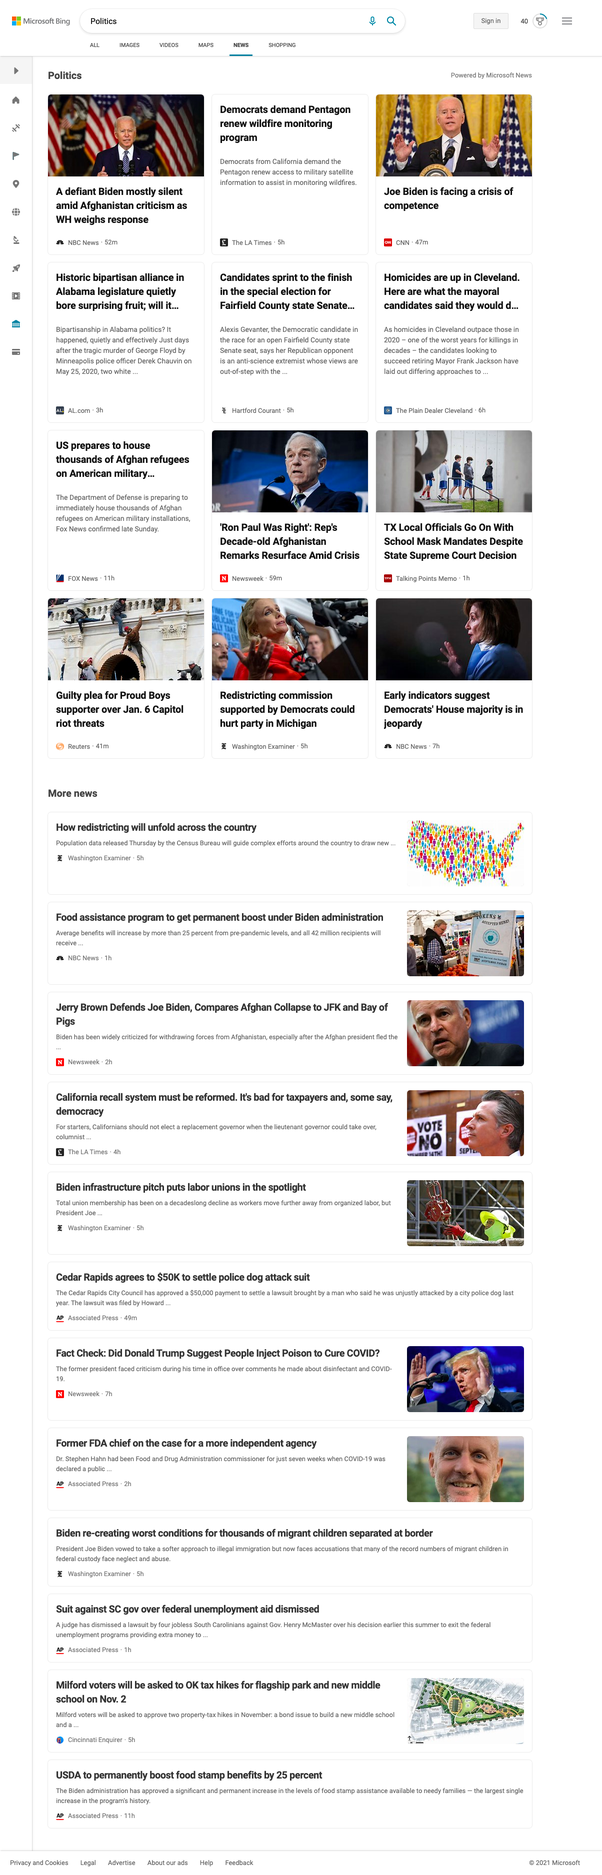 Microsoft Bing
Politics
Sign in
40
ALL
IMAGES
VIDEOS
MAPS
NEWS
SHOPPING
Politics
Powered by Microsoft News
A defiant Biden mostly silent
amid Afghanistan criticism as
WH weighs response
NBC News · 52m
Democrats demand Pentagon
renew wildfire monitoring
program
Democrats from California demand the
Pentagon renew access to military satellite
information to assist in monitoring wildfires.
The LA Times · 5h
Joe Biden is facing a crisis of
competence
CNN · 47m
Historic bipartisan alliance in
Alabama legislature quietly
bore surprising fruit; will it...
Bipartisanship in Alabama politics? It
happened, quietly and effectively Just days
after the tragic murder of George Floyd by
Minneapolis police officer Derek Chauvin on
May 25, 2020, two white ...
AL.com · 3h
Candidates sprint to the finish
in the special election for
Fairfield County state Senate...
Alexis Gevanter, the Democratic candidate in
the race for an open Fairfield County state
Senate seat, says her Republican opponent
is an anti-science extremist whose views are
out-of-step with the ...
Hartford Courant · 5h
Homicides are up in Cleveland.
Here are what the mayoral
candidates said they would d...
As homicides in Cleveland outpace those in
2020 – one of the worst years for killings in
decades – the candidates looking to
succeed retiring Mayor Frank Jackson have
laid out differing approaches to ...
The Plain Dealer Cleveland · 6h
US prepares to house
thousands of Afghan refugees
on American military...
The Department of Defense is preparing to
immediately house thousands of Afghan
refugees on American military installations,
Fox News confirmed late Sunday.
FOX News · 11h
'Ron Paul Was Right': Rep's
Decade-old Afghanistan
Remarks Resurface Amid Crisis
Newsweek · 59m
TX Local Officials Go On With
School Mask Mandates Despite
State Supreme Court Decision
Talking Points Memo · 1h
Guilty plea for Proud Boys
supporter over Jan. 6 Capitol
riot threats
Reuters · 41m
Redistricting commission
supported by Democrats could
hurt party in Michigan
Washington Examiner · 5h
Early indicators suggest
Democrats' House majority is in
jeopardy
NBC News · 7h
More news
How redistricting will unfold across the country
Population data released Thursday by the Census Bureau will guide complex efforts around the country to draw new ...
Washington Examiner · 5h
Food assistance program to get permanent boost under Biden administration
Average benefits will increase by more than 25 percent from pre-pandemic levels, and all 42 million recipients will
receive ...
NBC News · 1h
Jerry Brown Defends Joe Biden, Compares Afghan Collapse to JFK and Bay of
Pigs
Biden has been widely criticized for withdrawing forces from Afghanistan, especially after the Afghan president fled the
...
Newsweek · 2h
California recall system must be reformed. It's bad for taxpayers and, some say,
democracy
For starters, Californians should not elect a replacement governor when the lieutenant governor could take over,
columnist ...
The LA Times · 4h
VOTE
NO
Biden infrastructure pitch puts labor unions in the spotlight
Total union membership has been on a decadeslong decline as workers move further away from organized labor, but
President Joe ...
Washington Examiner · 5h
Cedar Rapids agrees to $50K to settle police dog attack suit
The Cedar Rapids City Council has approved a $50,000 payment to settle a lawsuit brought by a man who said he was unjustly attacked by a city police dog last
year. The lawsuit was filed by Howard ...
Associated Press · 49m
Fact Check: Did Donald Trump Suggest People Inject Poison to Cure COVID?
The former president faced criticism during his time in office over comments he made about disinfectant and COVID-
19.
Newsweek · 7h
Former FDA chief on the case for a more independent agency
Dr. Stephen Hahn had been Food and Drug Administration commissioner for just seven weeks when COVID-19 was
declared a public ...
Associated Press · 2h
Biden re-creating worst conditions for thousands of migrant children separated at border
President Joe Biden vowed to take a softer approach to illegal immigration but now faces accusations that many of the record numbers of migrant children in
federal custody face neglect and abuse.
Washington Examiner · 5h
Suit against SC gov over federal unemployment aid dismissed
A judge has dismissed a lawsuit by four jobless South Carolinians against Gov. Henry McMaster over his decision earlier this summer to exit the federal
unemployment programs providing extra money to ...
Associated Press · 1h
Milford voters will be asked to OK tax hikes for flagship park and new middle
school on Nov. 2
Milford voters will be asked to approve two property-tax hikes in November: a bond issue to build a new middle school
and a ...
Cincinnati Enquirer · 5h
USDA to permanently boost food stamp benefits by 25 percent
The Biden administration has approved a significant and permanent increase in the levels of food stamp assistance available to needy families — the largest single
increase in the program's history.
Associated Press · 11h
Privacy and Cookies
Legal
Advertise
About our ads
Help
Feedback
© 2021 Microsoft